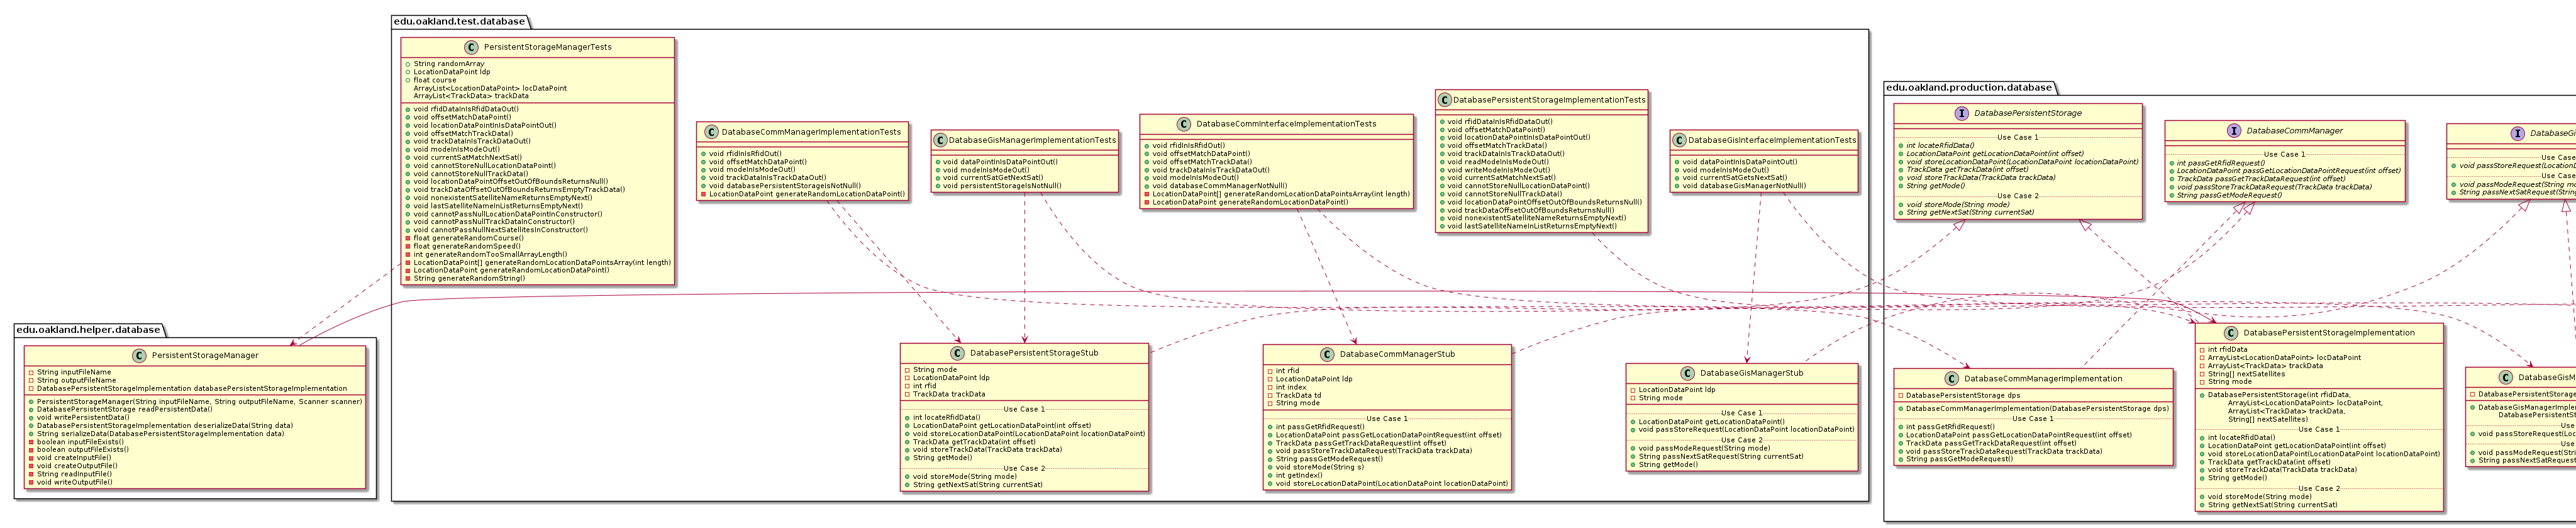 edu.oakland.test.database
PersistentStorageManagerTests
String randomArray
LocationDataPoint ldp
float course
ArrayList<LocationDataPoint> locDataPoint
ArrayList<TrackData> trackData
void rfidDataInIsRfidDataOut()
void offsetMatchDataPoint()
void locationDataPointInIsDataPointOut()
void offsetMatchTrackData()
void trackDataInIsTrackDataOut()
void modeInIsModeOut()
void currentSatMatchNextSat()
void cannotStoreNullLocationDataPoint()
void cannotStoreNullTrackData()
void locationDataPointOffsetOutOfBoundsReturnsNull()
void trackDataOffsetOutOfBoundsReturnsEmptyTrackData()
void nonexistentSatelliteNameReturnsEmptyNext()
void lastSatelliteNameInListReturnsEmptyNext()
void cannotPassNullLocationDataPointInConstructor()
void cannotPassNullTrackDataInConstructor()
void cannotPassNullNextSatellitesInConstructor()
float generateRandomCourse()
float generateRandomSpeed()
int generateRandomTooSmallArrayLength()
LocationDataPoint[] generateRandomLocationDataPointsArray(int length)
LocationDataPoint generateRandomLocationDataPoint()
String generateRandomString()
DatabaseCommManagerImplementationTests
void rfidInIsRfidOut()
void offsetMatchDataPoint()
void modeInIsModeOut()
void trackDataInIsTrackDataOut()
void databasePersistentStorageIsNotNull()
LocationDataPoint generateRandomLocationDataPoint()
DatabaseGisManagerImplementationTests
void dataPointInIsDataPointOut()
void modeInIsModeOut()
void currentSatGetNextSat()
void persistentStorageIsNotNull()
DatabaseCommInterfaceImplementationTests
void rfidInIsRfidOut()
void offsetMatchDataPoint()
void offsetMatchTrackData()
void trackDataInIsTrackDataOut()
void modeInIsModeOut()
void databaseCommManagerNotNull()
LocationDataPoint[] generateRandomLocationDataPointsArray(int length)
LocationDataPoint generateRandomLocationDataPoint()
DatabasePersistentStorageImplementationTests
void rfidDataInIsRfidDataOut()
void offsetMatchDataPoint()
void locationDataPointInIsDataPointOut()
void offsetMatchTrackData()
void trackDataInIsTrackDataOut()
void readModeInIsModeOut()
void writeModeInIsModeOut()
void currentSatMatchNextSat()
void cannotStoreNullLocationDataPoint()
void cannotStoreNullTrackData()
void locationDataPointOffsetOutOfBoundsReturnsNull()
void trackDataOffsetOutOfBoundsReturnsNull()
void nonexistentSatelliteNameReturnsEmptyNext()
void lastSatelliteNameInListReturnsEmptyNext()
DatabaseGisInterfaceImplementationTests
void dataPointInIsDataPointOut()
void modeInIsModeOut()
void currentLocGetsNextSat()
void databaseGisManagerNotNull()
edu.oakland.production.database
DatabasePersistentStorage
Use Case 1
int locateRfidData()
LocationDataPoint getLocationDataPoint(int offset)
void storeLocationDataPoint(LocationDataPoint locationDataPoint)
TrackData getTrackData(int offset)
void storeTrackData(TrackData trackData)
String getMode()
Use Case 2
void storeMode(String mode)
String getNextSat(String currentSat)
DatabaseCommManager
Use Case 1
int passGetRfidRequest()
LocationDataPoint passGetLocationDataPointRequest(int offset)
TrackData passGetTrackDataRequest(int offset)
void passStoreTrackDataRequest(TrackData trackData)
String passGetModeRequest()
DatabaseGi
Use Case
void passStoreRequest(LocationD
Use Case
void passModeRequest(String mo
String passNextSatRequest(String
edu.oakland.helper.database
PersistentStorageManager
String inputFileName
String outputFileName
DatabasePersistentStorageImplementation databasePersistentStorageImplementation
PersistentStorageManager(String inputFileName, String outputFileName, Scanner scanner)
DatabasePersistentStorage readPersistentData()
void writePersistentData()
DatabasePersistentStorageImplementation deserializeData(String data)
String serializeData(DatabasePersistentStorageImplementation data)
boolean inputFileExists()
boolean outputFileExists()
void createInputFile()
void createOutputFile()
String readInputFile()
void writeOutputFile()
DatabasePersistentStorageStub
String mode
LocationDataPoint ldp
int rfid
TrackData trackData
Use Case 1
int locateRfidData()
LocationDataPoint getLocationDataPoint(int offset)
void storeLocationDataPoint(LocationDataPoint locationDataPoint)
TrackData getTrackData(int offset)
void storeTrackData(TrackData trackData)
String getMode()
Use Case 2
void storeMode(String mode)
String getNextSat(String currentSat)
DatabaseCommManagerStub
int rfid
LocationDataPoint ldp
int index
TrackData td
String mode
Use Case 1
int passGetRfidRequest()
LocationDataPoint passGetLocationDataPointRequest(int offset)
TrackData passGetTrackDataRequest(int offset)
void passStoreTrackDataRequest(TrackData trackData)
String passGetModeRequest()
void storeMode(String s)
int getIndex()
void storeLocationDataPoint(LocationDataPoint locationDataPoint)
DatabaseGisManagerStub
LocationDataPoint ldp
String mode
Use Case 1
LocationDataPoint getLocationDataPoint()
void passStoreRequest(LocationDataPoint locationDataPoint)
Use Case 2
void passModeRequest(String mode)
String passNextSatRequest(String currentSat)
String getMode()
DatabaseCommManagerImplementation
DatabasePersistentStorage dps
DatabaseCommManagerImplementation(DatabasePersistentStorage dps)
Use Case 1
int passGetRfidRequest()
LocationDataPoint passGetLocationDataPointRequest(int offset)
TrackData passGetTrackDataRequest(int offset)
void passStoreTrackDataRequest(TrackData trackData)
String passGetModeRequest()
DatabasePersistentStorageImplementation
int rfidData
ArrayList<LocationDataPoint> locDataPoint
ArrayList<TrackData> trackData
String[] nextSatellites
String mode
DatabasePersistentStorage(int rfidData,
ArrayList<LocationDataPoint> locDataPoint,
ArrayList<TrackData> trackData,
String[] nextSatellites)
Use Case 1
int locateRfidData()
LocationDataPoint getLocationDataPoint(int offset)
void storeLocationDataPoint(LocationDataPoint locationDataPoint)
TrackData getTrackData(int offset)
void storeTrackData(TrackData trackData)
String getMode()
Use Case 2
void storeMode(String mode)
String getNextSat(String currentSat)
DatabaseGisM
DatabasePersistentStorage
DatabaseGisManagerImplem
DatabasePersistent
Use
void passStoreRequest(Loc
Use
void passModeRequest(Stri
String passNextSatRequest